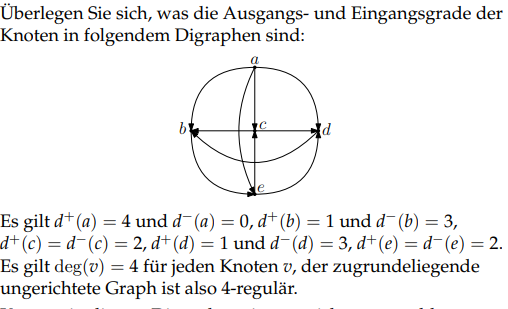 Überlegen Sie sich, was die Ausgangs- und Eingangsgrade der
Knoten in folgendem Digraphen sind:
a
b
c
d
e
Es gilt d⁺(a) = 4 und d⁻(a) = 0, d⁺(b) = 1 und d⁻(b) = 3,
d⁺(c) = d⁻(c) = 2, d⁺(d) = 1 und d⁻(d) = 3, d⁺(e) = d⁻(e) = 2.
Es gilt deg(v) = 4 für jeden Knoten v, der zugrundeliegende
ungerichtete Graph ist also 4-regulär.